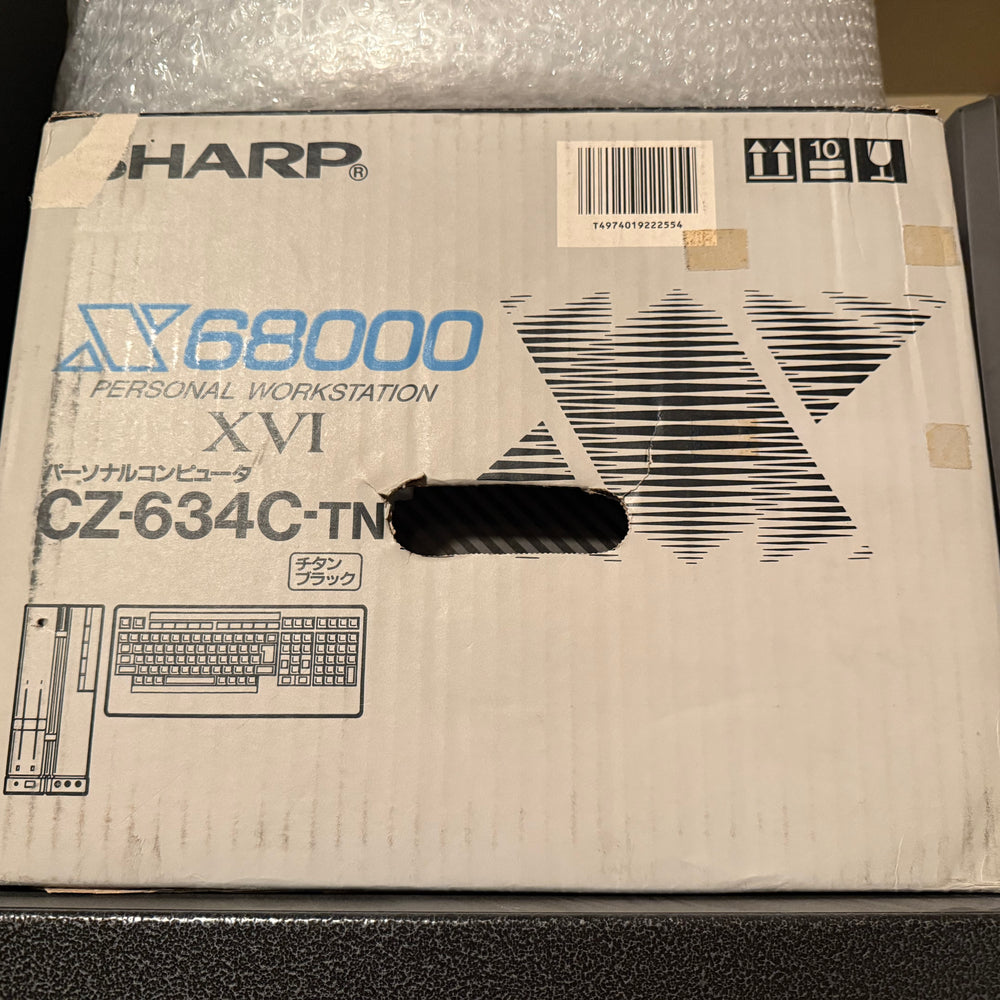 SHARP®
T4974019222554
10
X68000
PERSONAL WORKSTATION
XVI
パーソナルコンピュータ
CZ-634C-TN
チタン
ブラック